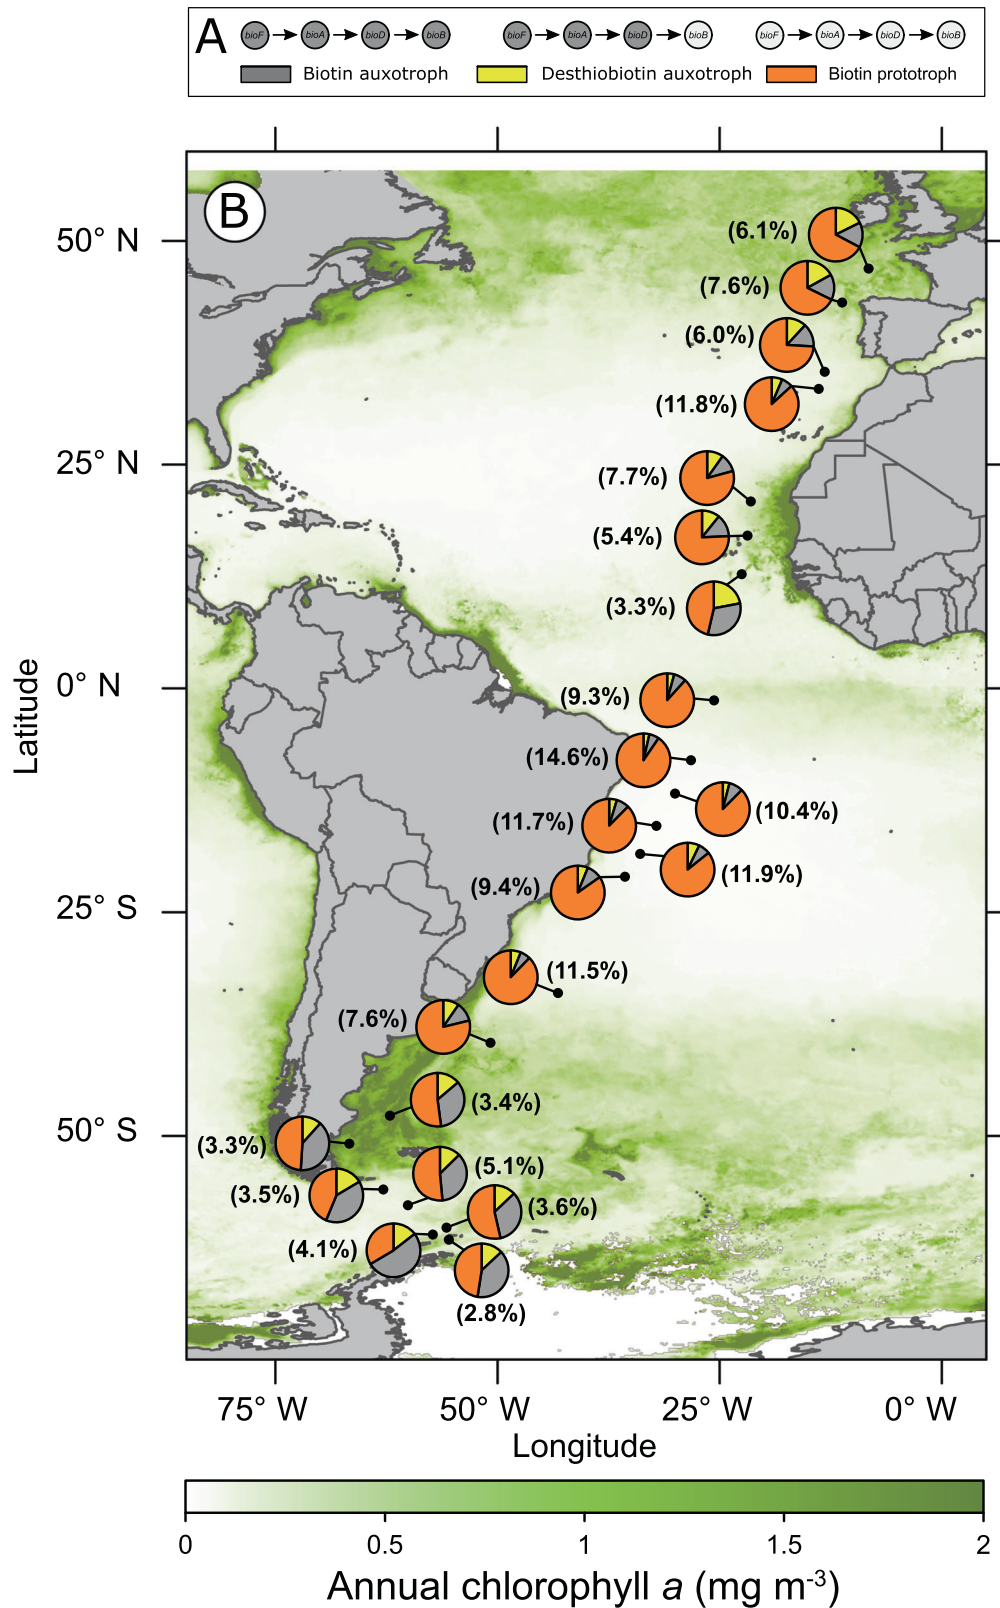 A
bioF bioA bioD bioB bioF bioA bioD bioB bioF bioA bioD bioB
Biotin auxotroph Desthiobiotin auxotroph Biotin prototroph
B
50° N
25° N
0° N
25° S
50° S
Latitude
(6.1%)
(7.6%)
(6.0%)
(11.8%)
(7.7%)
(5.4%)
(3.3%)
(9.3%)
(14.6%)
(10.4%)
(11.7%)
(11.9%)
(9.4%)
(11.5%)
(7.6%)
(3.4%)
(3.3%)
(5.1%)
(3.5%)
(3.6%)
(4.1%)
(2.8%)
75° W 50° W 25° W 0° W
Longitude
0 0.5 1 1.5 2
Annual chlorophyll a (mg m-3)